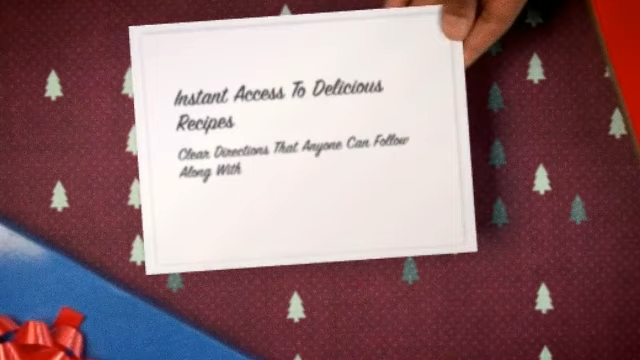 Instant Access To Delicious
Recipes
Clear Directions That Anyone Can Follow
Along With